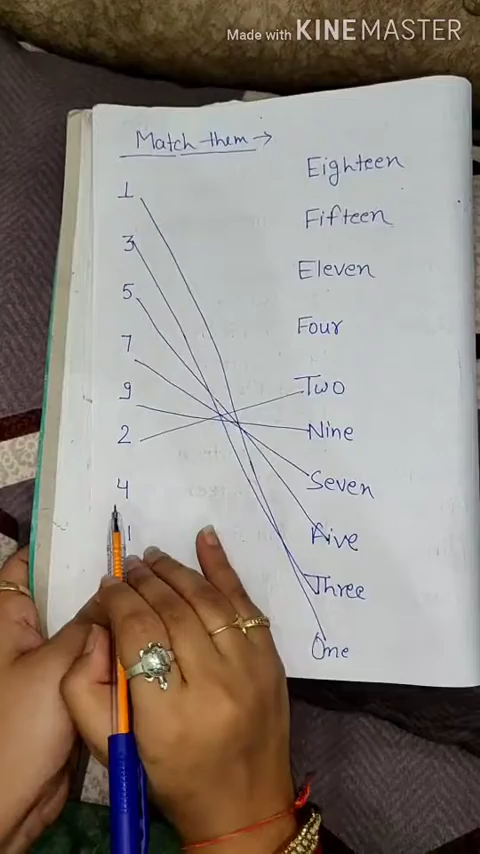 Made with KINEMASTER
Match them →
1 Eighteen
3 Fifteen
5 Eleven
7 Four
9 Two
2 Nine
4 Seven
Five
Three
One